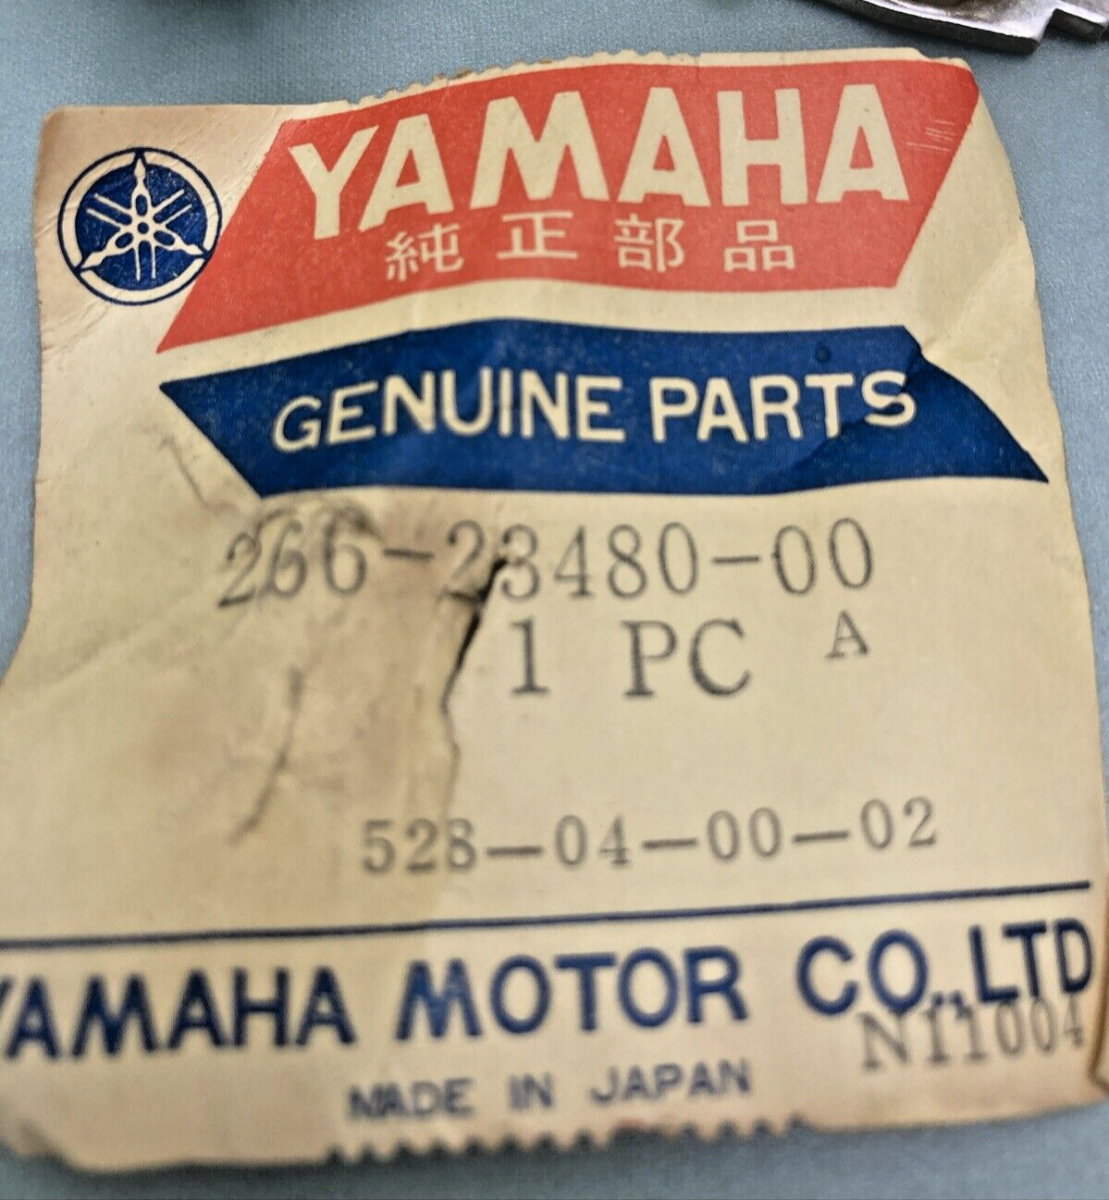 YAMAHA
純正部品
GENUINE PARTS
266-23480-00
1 PC A
528-04-00-02
YAMAHA MOTOR CO.,LTD
N11004
MADE IN JAPAN